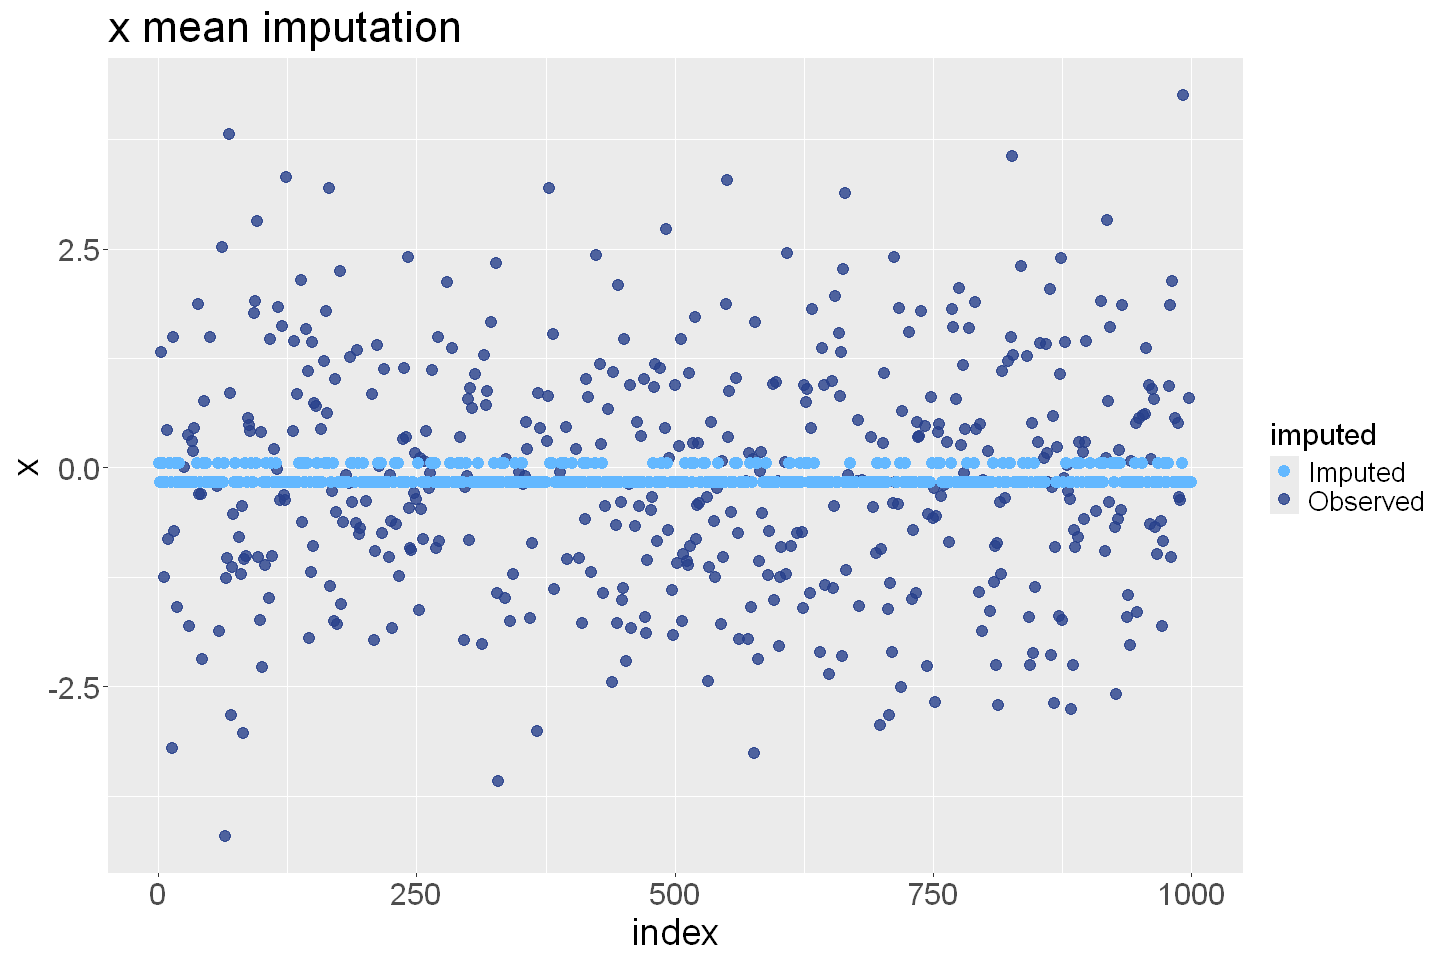 x mean imputation
2.5
0.0
-2.5
x
0
250
500
750
1000
index
imputed
Imputed
Observed